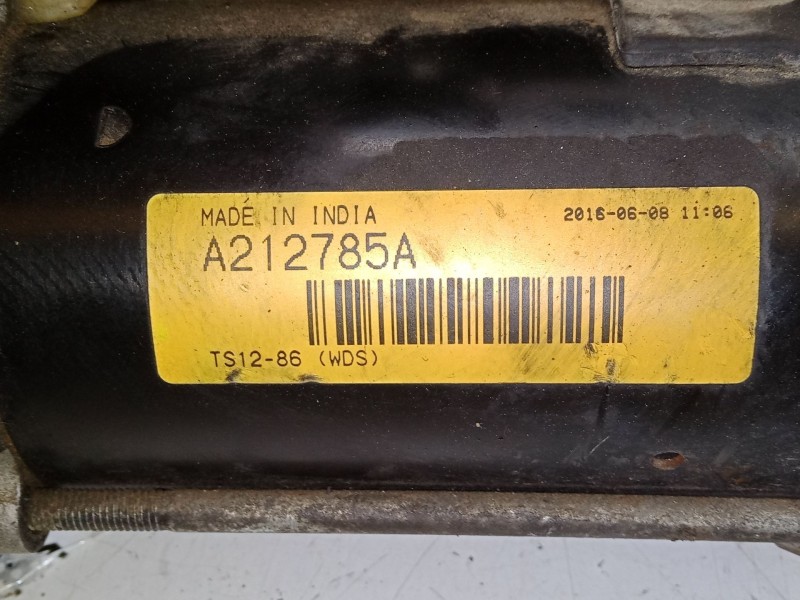 MADE IN INDIA 2016-06-08 11:06
A212785A
TS12-86 (WDS)